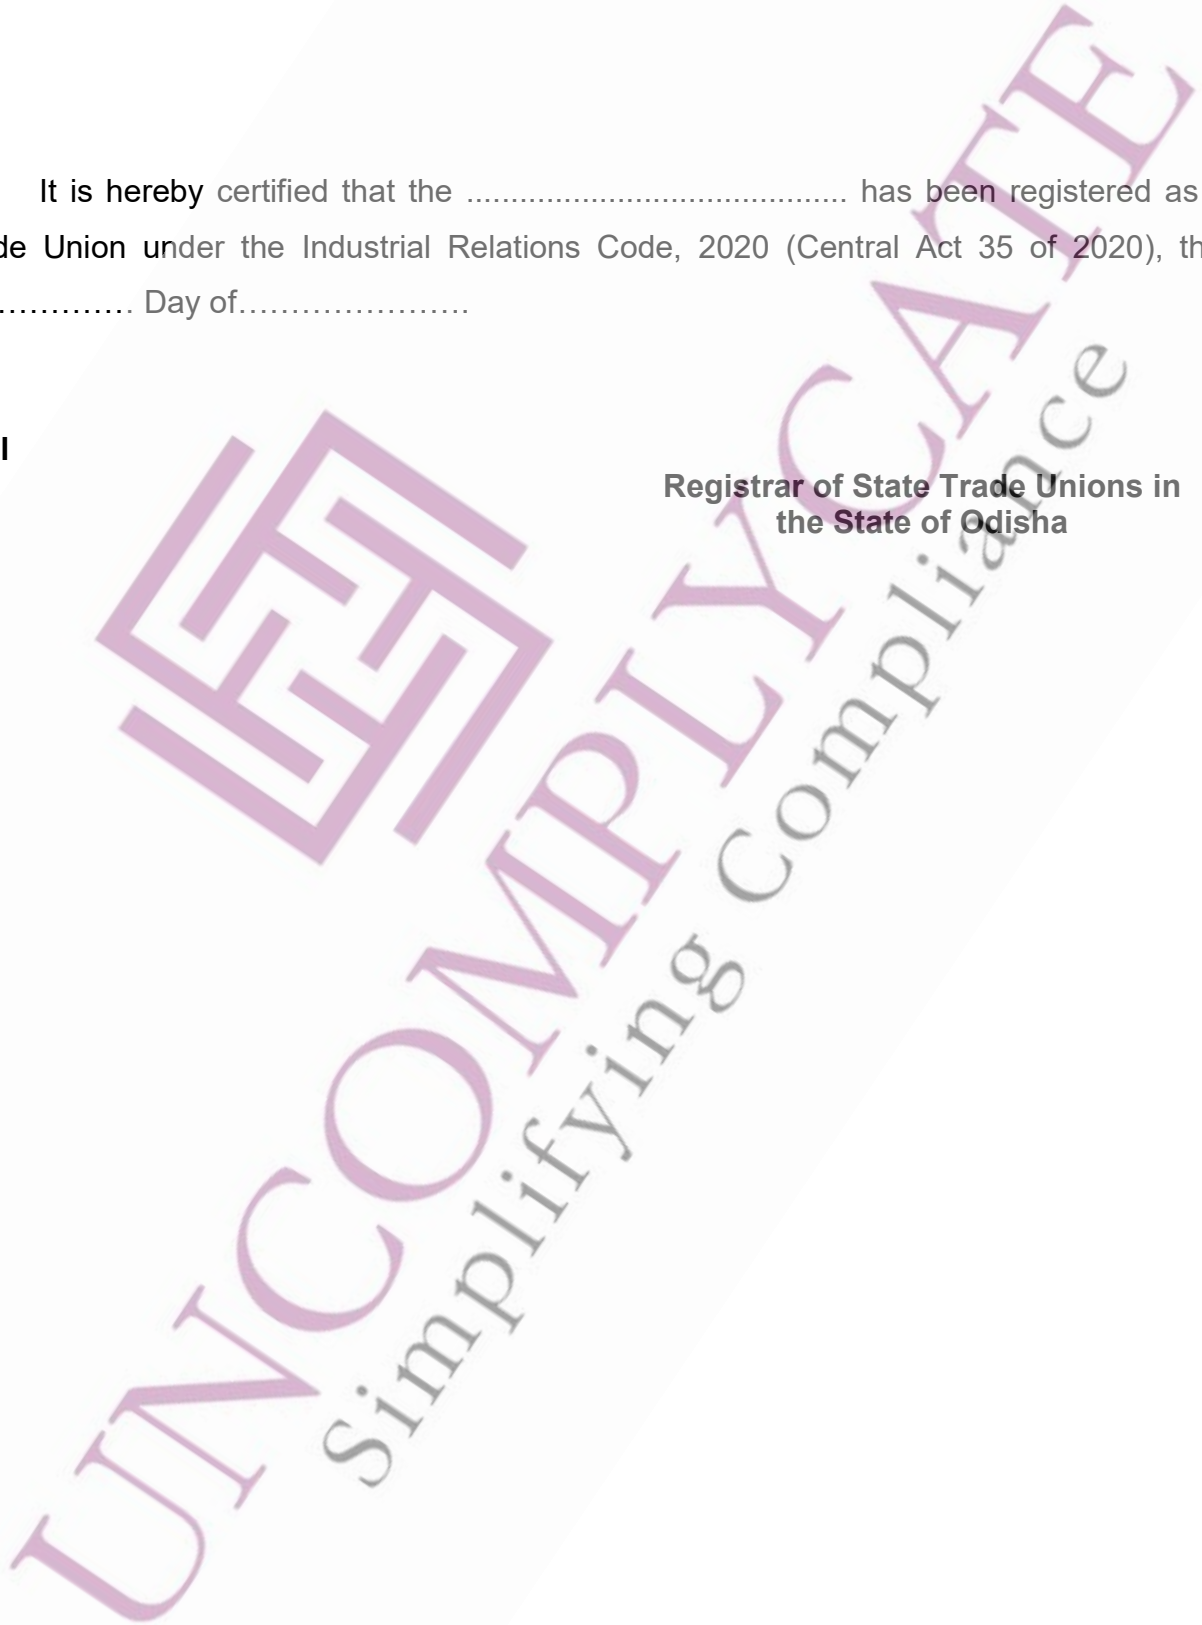 It is hereby certified that the .......................................... has been registered as
de Union under the Industrial Relations Code, 2020 (Central Act 35 of 2020), th
............. Day of......................
l
Registrar of State Trade Unions in
the State of Odisha
UNCOMPLYCATE
Simplifying Compliance